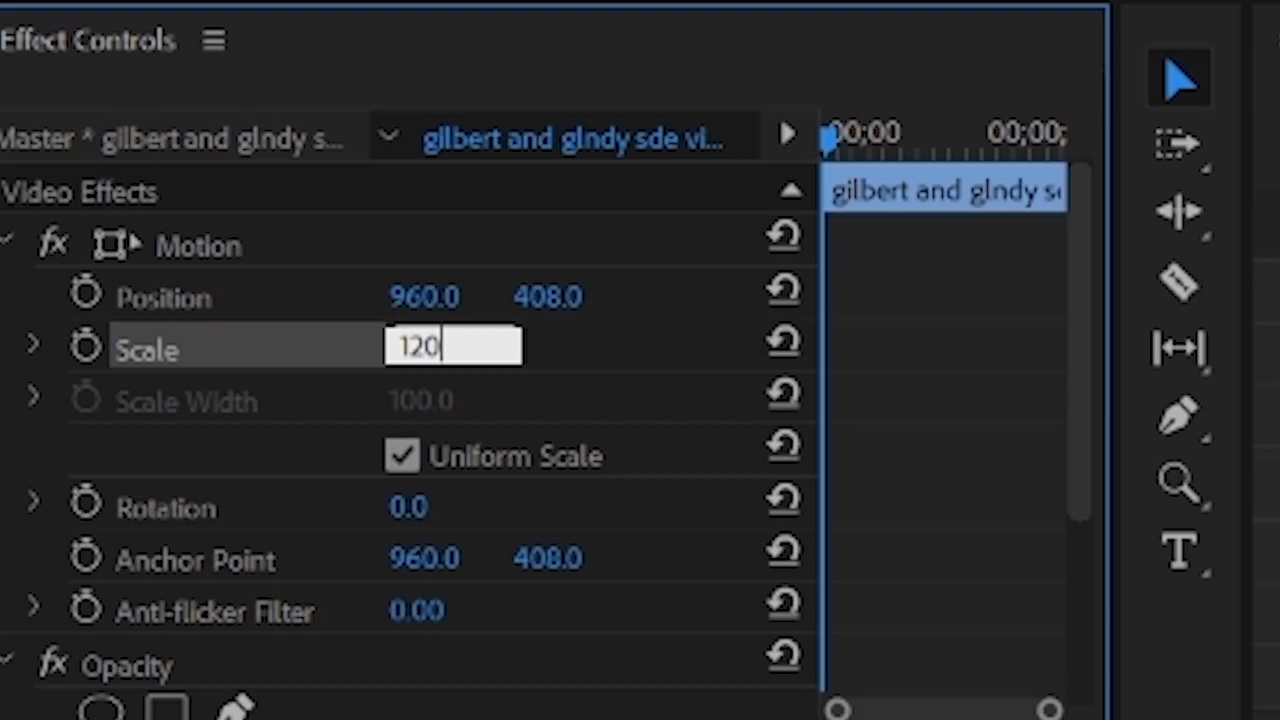 Effect Controls
Master * gilbert and glndy s...
gilbert and glndy sde vi...
00;00
00;00;
Video Effects
gilbert and glndy s
fx Motion
Position 960.0 408.0
Scale 120
Scale Width 100.0
Uniform Scale
Rotation 0.0
Anchor Point 960.0 408.0
Anti-flicker Filter 0.00
fx Opacity
T